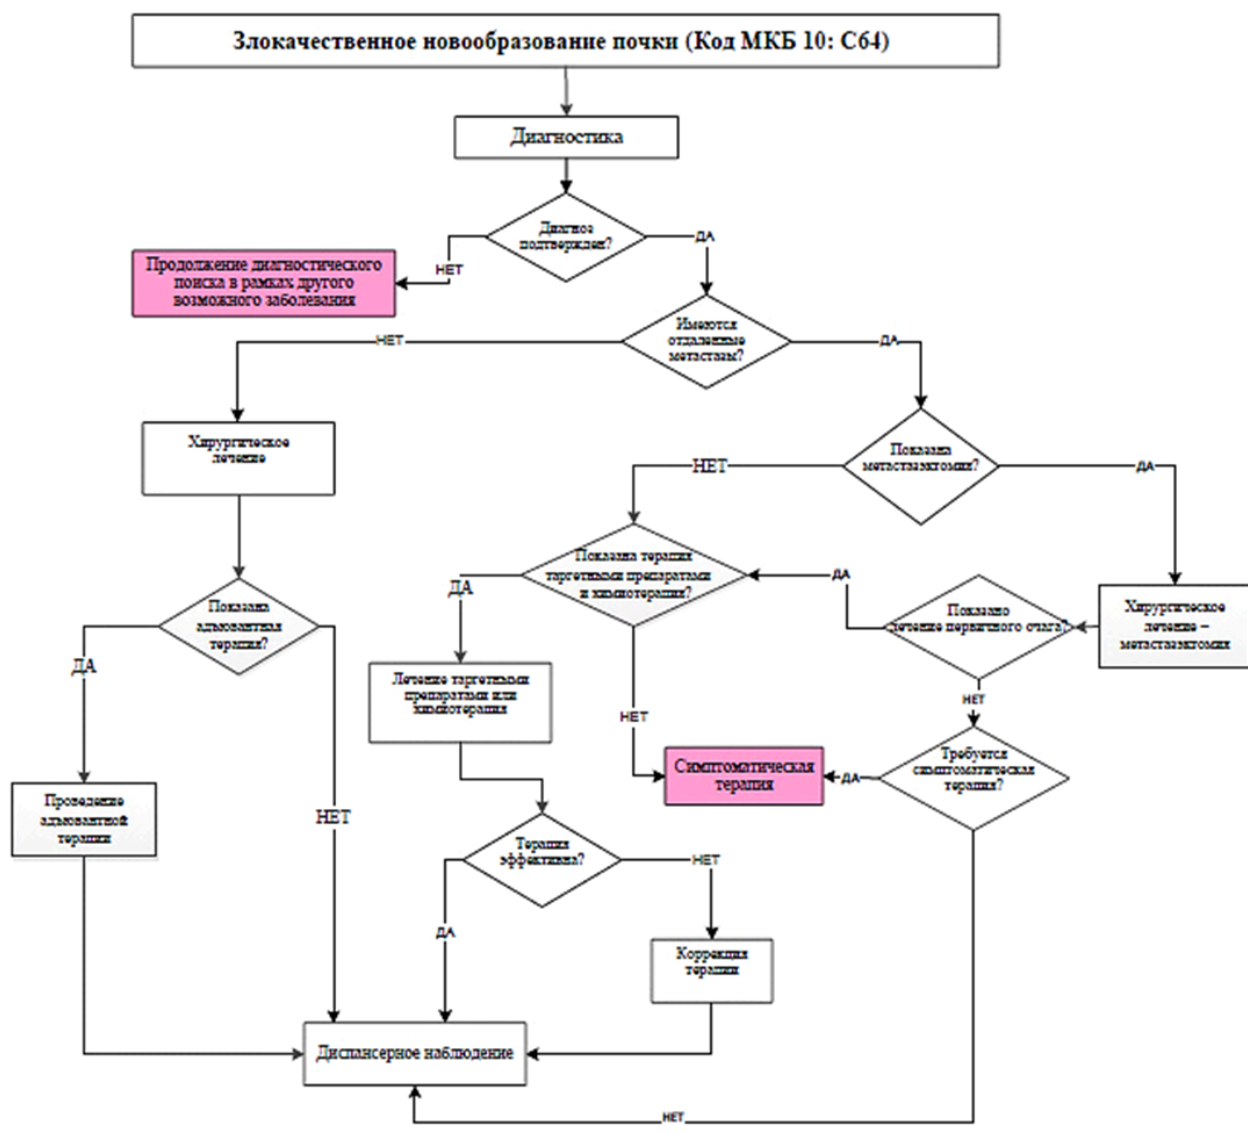 Злокачественное новообразование почки (Код МКБ 10: С64)
Диагностика
Диагноз
подтвержден?
НЕТ
ДА
Продолжение диагностического
поиска в рамках другого
возможного заболевания
Имеются
отдаленные
метастазы?
НЕТ
ДА
Хирургическое
лечение
Показана
метастазэктомия?
НЕТ
ДА
Показана терапия
таргетными препаратами
и химиотерапия?
ДА
ДА
Показано
лечение первичного очага?
Хирургическое
лечение –
метастазэктомия
Показана
адъювантная
терапия?
ДА
Лечение таргетными
препаратами или
химиотерапия
НЕТ
НЕТ
Симптоматическая
терапия
ДА
Требуется
симптоматическая
терапия?
Проведение
адъювантной
терапии
НЕТ
Терапия
эффективна?
НЕТ
ДА
Коррекция
терапии
Диспансерное наблюдение
НЕТ